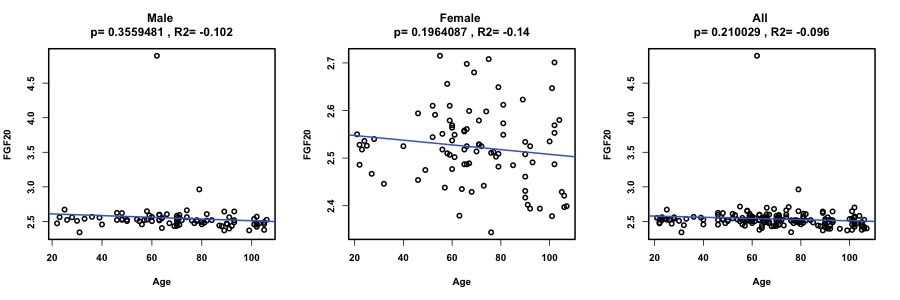 Male
p= 0.3559481 , R2= -0.102
FGF20
4.5
4.0
3.5
3.0
2.5
20 40 60 80 100
Age
Female
p= 0.1964087 , R2= -0.14
FGF20
2.7
2.6
2.5
2.4
20 40 60 80 100
Age
All
p= 0.210029 , R2= -0.096
FGF20
4.5
4.0
3.5
3.0
2.5
20 40 60 80 100
Age